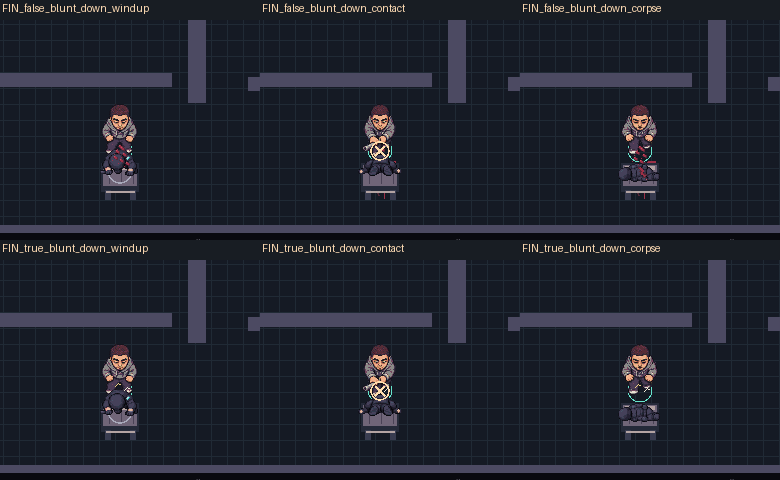 FIN_false_blunt_down_windup
FIN_false_blunt_down_contact
FIN_false_blunt_down_corpse
FIN_true_blunt_down_windup
FIN_true_blunt_down_contact
FIN_true_blunt_down_corpse